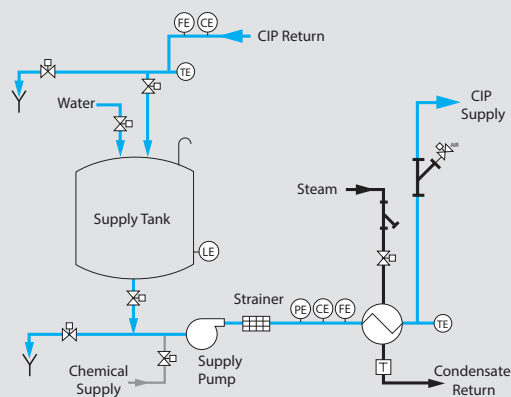 FE
CE
CIP Return
TE
Water
CIP
Supply
AIR
Steam
Supply Tank
LE
Strainer
PE
CE
FE
TE
Supply
Pump
Chemical
Supply
T
Condensate
Return